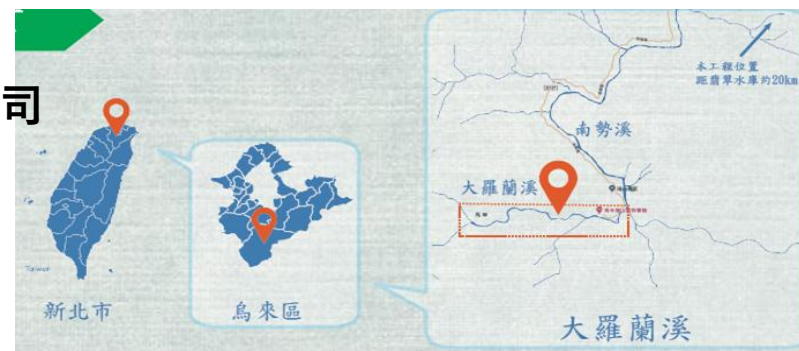 司
本工程位置
距翡翠水庫約20km
南勢溪
大羅蘭溪
Taiwan
新北市
烏來區
大羅蘭溪